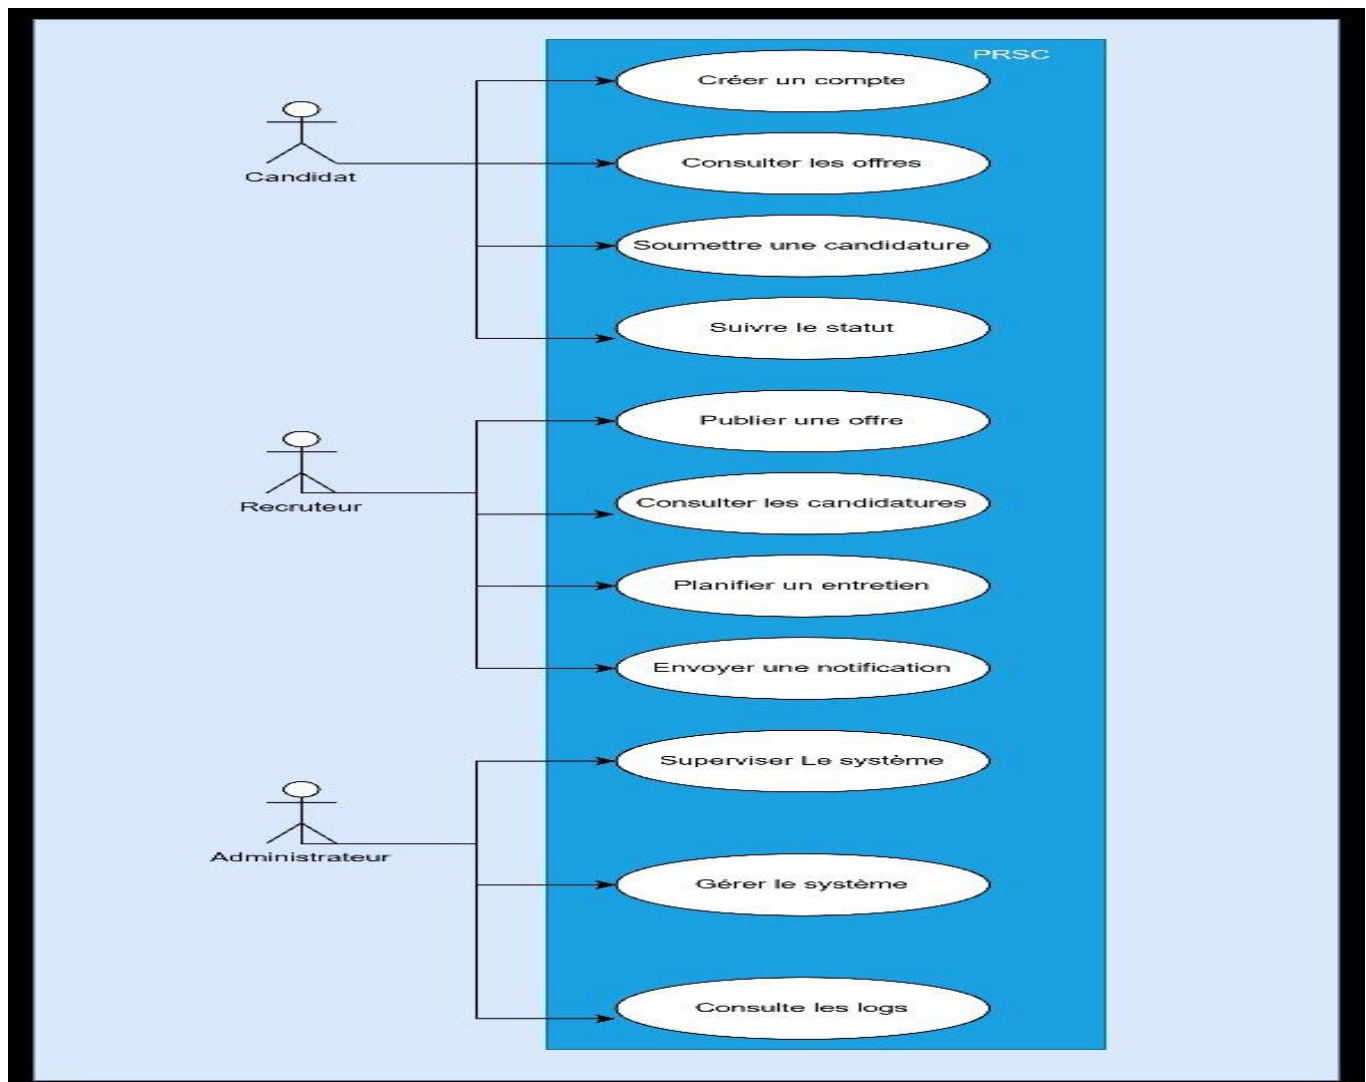 PRSC
Créer un compte
Consulter les offres
Candidat
Soumettre une candidature
Suivre le statut
Publier une offre
Consulter les candidatures
Recruteur
Planifier un entretien
Envoyer une notification
Superviser Le système
Administrateur
Gérer le système
Consulte les logs